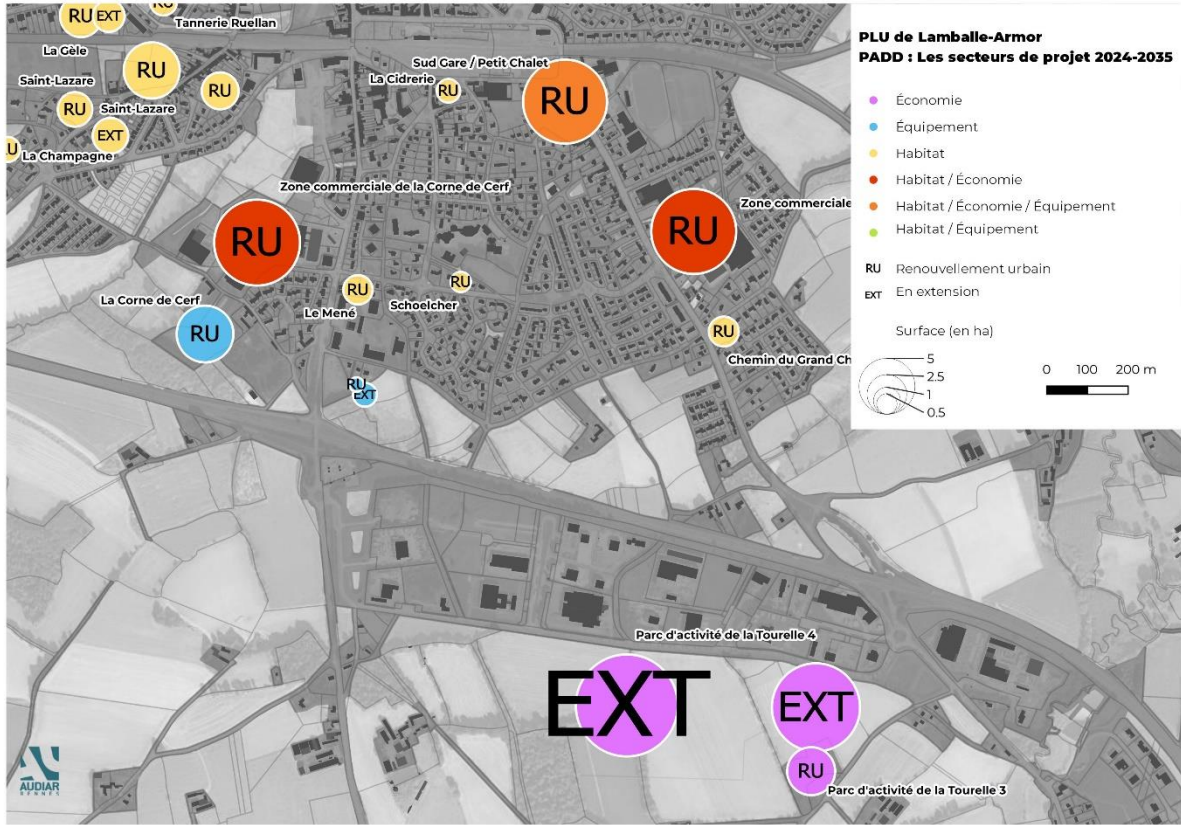 RU
EXT
Tannerie Ruellan
La Gèle
RU
Sud Gare / Petit Chalet
Saint-Lazare
La Cidrerie
RU
RU
RU
RU
Saint-Lazare
EXT
La Champagne
Zone commerciale de la Corne de Cerf
Zone commerciale
RU
RU
La Corne de Cerf
RU
Le Mené
RU
Schoelcher
RU
RU
Chemin du Grand Ch
RU
EXT
Parc d'activité de la Tourelle 4
EXT
EXT
RU
Parc d'activité de la Tourelle 3
AUDIAR
RENNES
PLU de Lamballe-Armor
PADD : Les secteurs de projet 2024-2035
Économie
Équipement
Habitat
Habitat / Économie
Habitat / Économie / Équipement
Habitat / Équipement
RU Renouvellement urbain
EXT En extension
Surface (en ha)
5
2.5
1
0.5
0 100 200 m